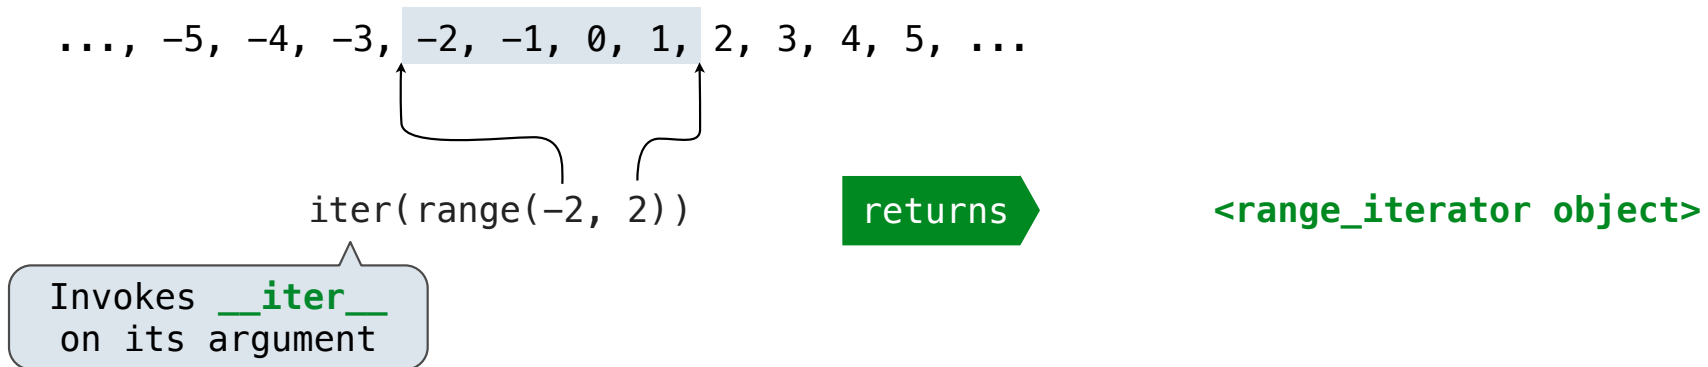 ..., −5, −4, −3, −2, −1, 0, 1, 2, 3, 4, 5, ...
iter(range(−2, 2)) returns <range_iterator object>
Invokes __iter__
on its argument